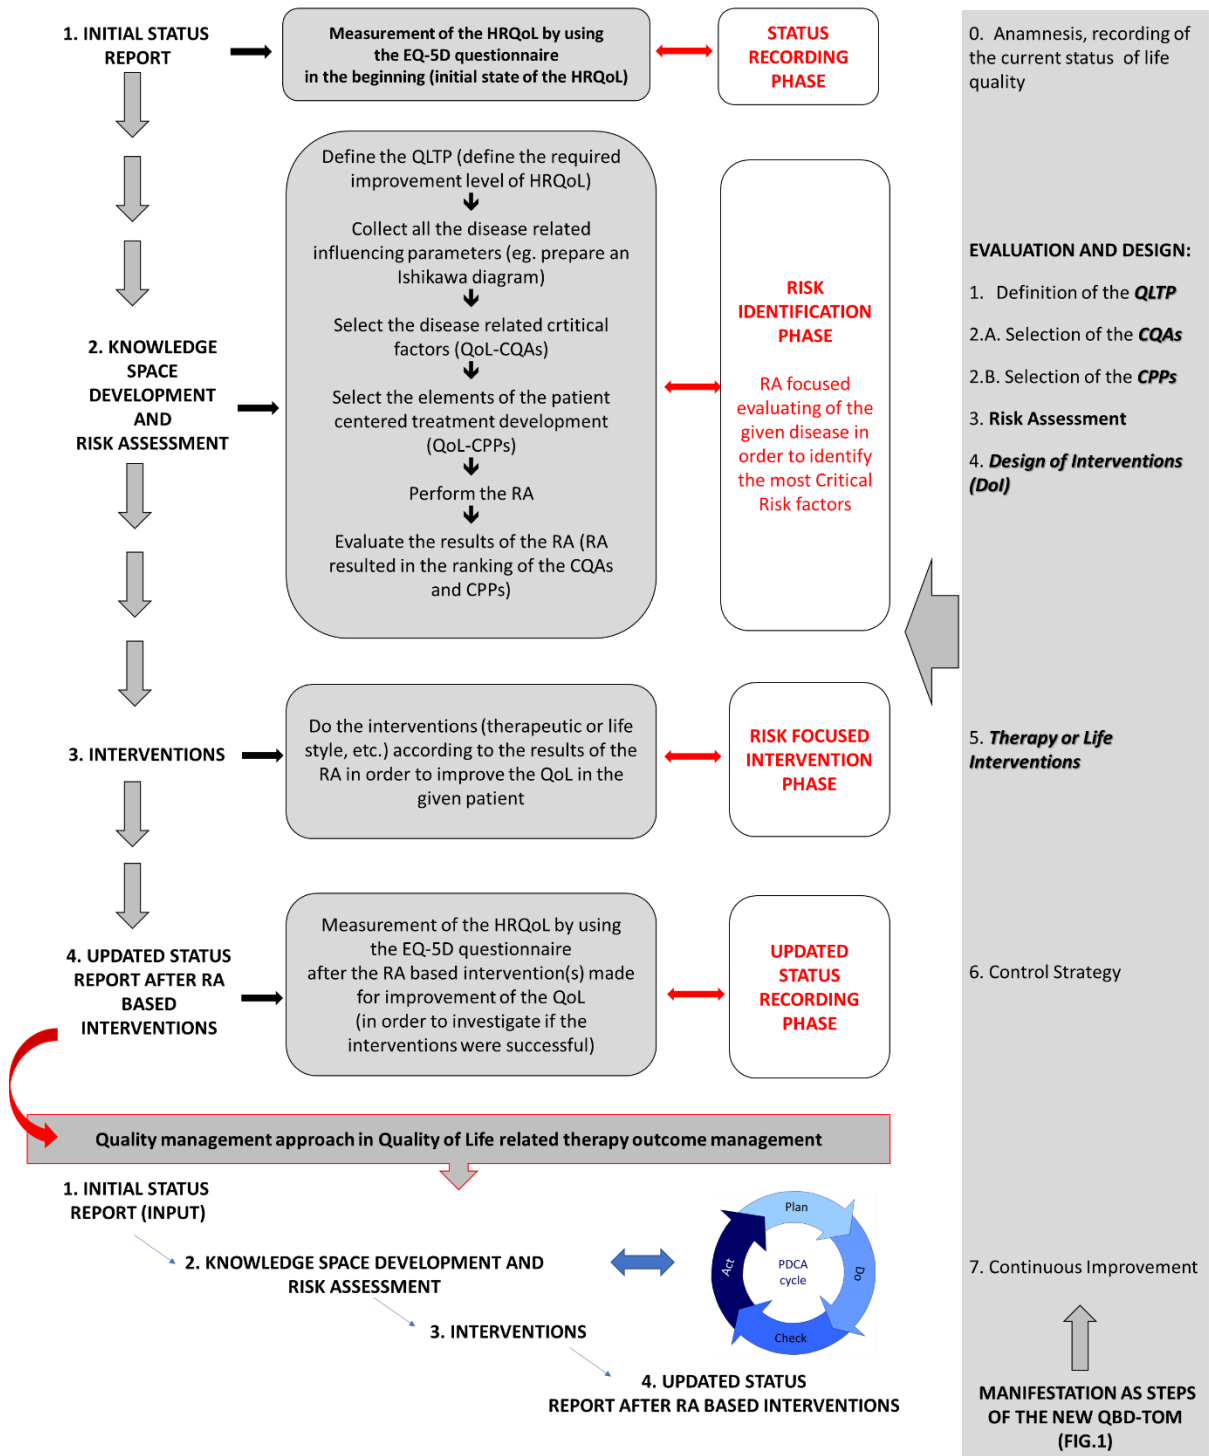 1. INITIAL STATUS
REPORT
Measurement of the HRQoL by using
the EQ-5D questionnaire
in the beginning (initial state of the HRQoL)
STATUS
RECORDING
PHASE
0. Anamnesis, recording of
the current status of life
quality
Define the QLTP (define the required
improvement level of HRQoL)
Collect all the disease related
influencing parameters (eg. prepare an
Ishikawa diagram)
Select the disease related crtitical
factors (QoL-CQAs)
Select the elements of the patient
centered treatment development
(QoL-CPPs)
Perform the RA
Evaluate the results of the RA (RA
resulted in the ranking of the CQAs
and CPPs)
2. KNOWLEDGE
SPACE
DEVELOPMENT
AND
RISK ASSESSMENT
RISK
IDENTIFICATION
PHASE
RA focused
evaluating of the
given disease in
order to identify
the most Critical
Risk factors
EVALUATION AND DESIGN:
1. Definition of the QLTP
2.A. Selection of the CQAs
2.B. Selection of the CPPs
3. Risk Assessment
4. Design of Interventions
(DoI)
3. INTERVENTIONS
Do the interventions (therapeutic or life
style, etc.) according to the results of the
RA in order to improve the QoL in the
given patient
RISK FOCUSED
INTERVENTION
PHASE
5. Therapy or Life
Interventions
4. UPDATED STATUS
REPORT AFTER RA
BASED
INTERVENTIONS
Measurement of the HRQoL by using
the EQ-5D questionnaire
after the RA based intervention(s) made
for improvement of the QoL
(in order to investigate if the
interventions were successful)
UPDATED
STATUS
RECORDING
PHASE
6. Control Strategy
Quality management approach in Quality of Life related therapy outcome management
1. INITIAL STATUS
REPORT (INPUT)
2. KNOWLEDGE SPACE DEVELOPMENT AND
RISK ASSESSMENT
3. INTERVENTIONS
4. UPDATED STATUS
REPORT AFTER RA BASED INTERVENTIONS
Plan
Do
Check
Act
PDCA
cycle
7. Continuous Improvement
MANIFESTATION AS STEPS
OF THE NEW QBD-TOM
(FIG.1)